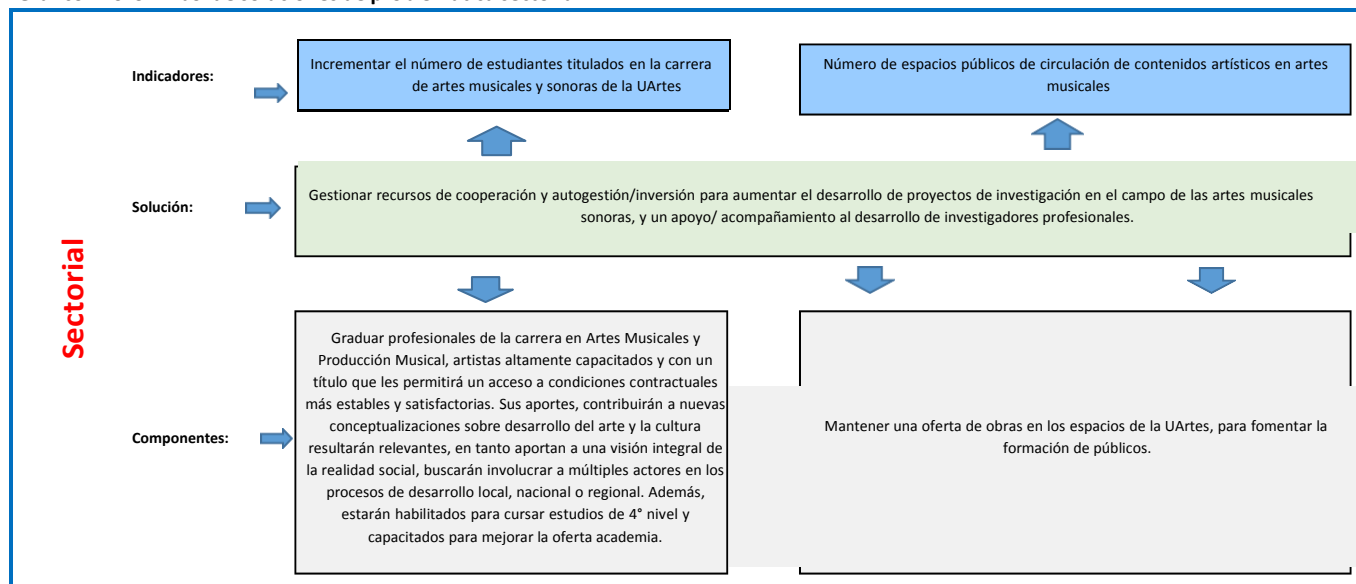 Indicadores:
Incrementar el número de estudiantes titulados en la carrera
de artes musicales y sonoras de la UArtes
Número de espacios públicos de circulación de contenidos artísticos en artes
musicales
Sectorial
Solución:
Gestionar recursos de cooperación y autogestión/inversión para aumentar el desarrollo de proyectos de investigación en el campo de las artes musicales
sonoras, y un apoyo/ acompañamiento al desarrollo de investigadores profesionales.
Componentes:
Graduar profesionales de la carrera en Artes Musicales y
Producción Musical, artistas altamente capacitados y con un
título que les permitirá un acceso a condiciones contractuales
más estables y satisfactorias. Sus aportes, contribuirán a nuevas
conceptualizaciones sobre desarrollo del arte y la cultura
resultarán relevantes, en tanto aportan a una visión integral de
la realidad social, buscarán involucrar a múltiples actores en los
procesos de desarrollo local, nacional o regional. Además,
estarán habilitados para cursar estudios de 4° nivel y
capacitados para mejorar la oferta academia.
Mantener una oferta de obras en los espacios de la UArtes, para fomentar la
formación de públicos.